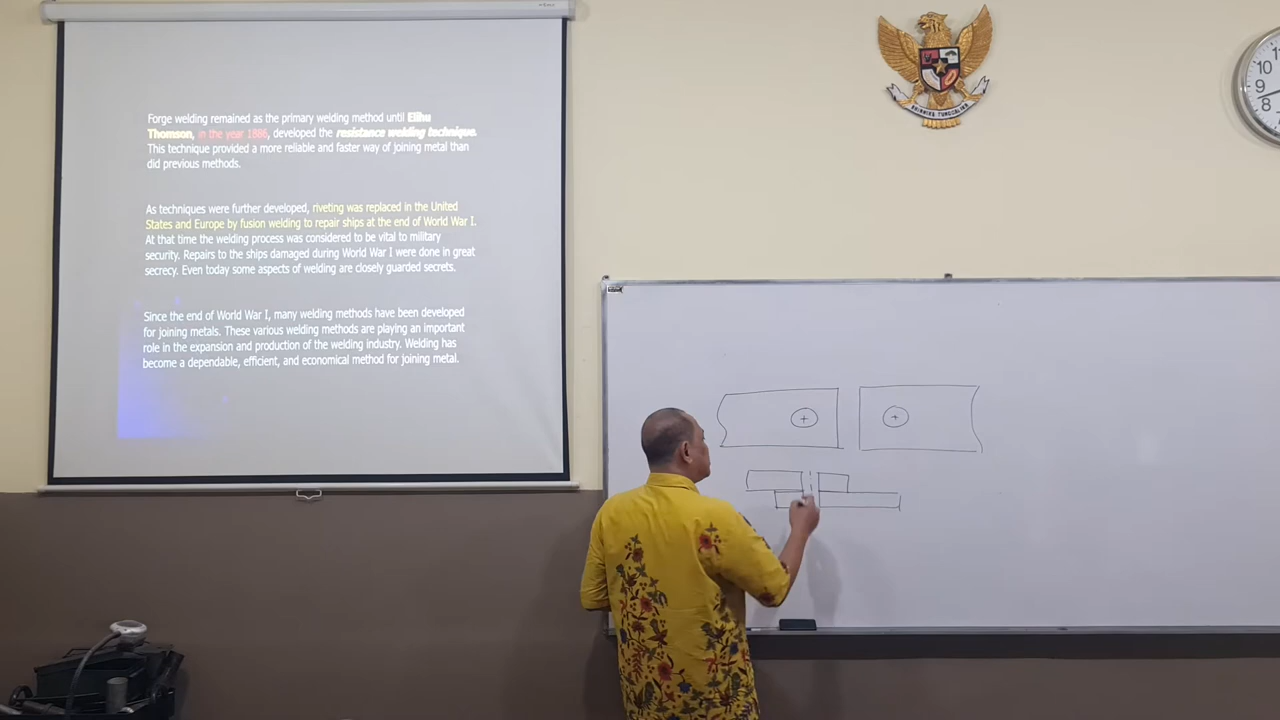 Forge welding remained as the primary welding method until Elihu
Thomson, in the year 1886, developed the resistance welding technique.
This technique provided a more reliable and faster way of joining metal than
did previous methods.
As techniques were further developed, riveting was replaced in the United
States and Europe by fusion welding to repair ships at the end of World War I.
At that time the welding process was considered to be vital to military
security. Repairs to the ships damaged during World War I were done in great
secrecy. Even today some aspects of welding are closely guarded secrets.
Since the end of World War I, many welding methods have been developed
for joining metals. These various welding methods are playing an important
role in the expansion and production of the welding industry. Welding has
become a dependable, efficient, and economical method for joining metal.
BHINNEKA TUNGGAL IKA
11
10
9
8